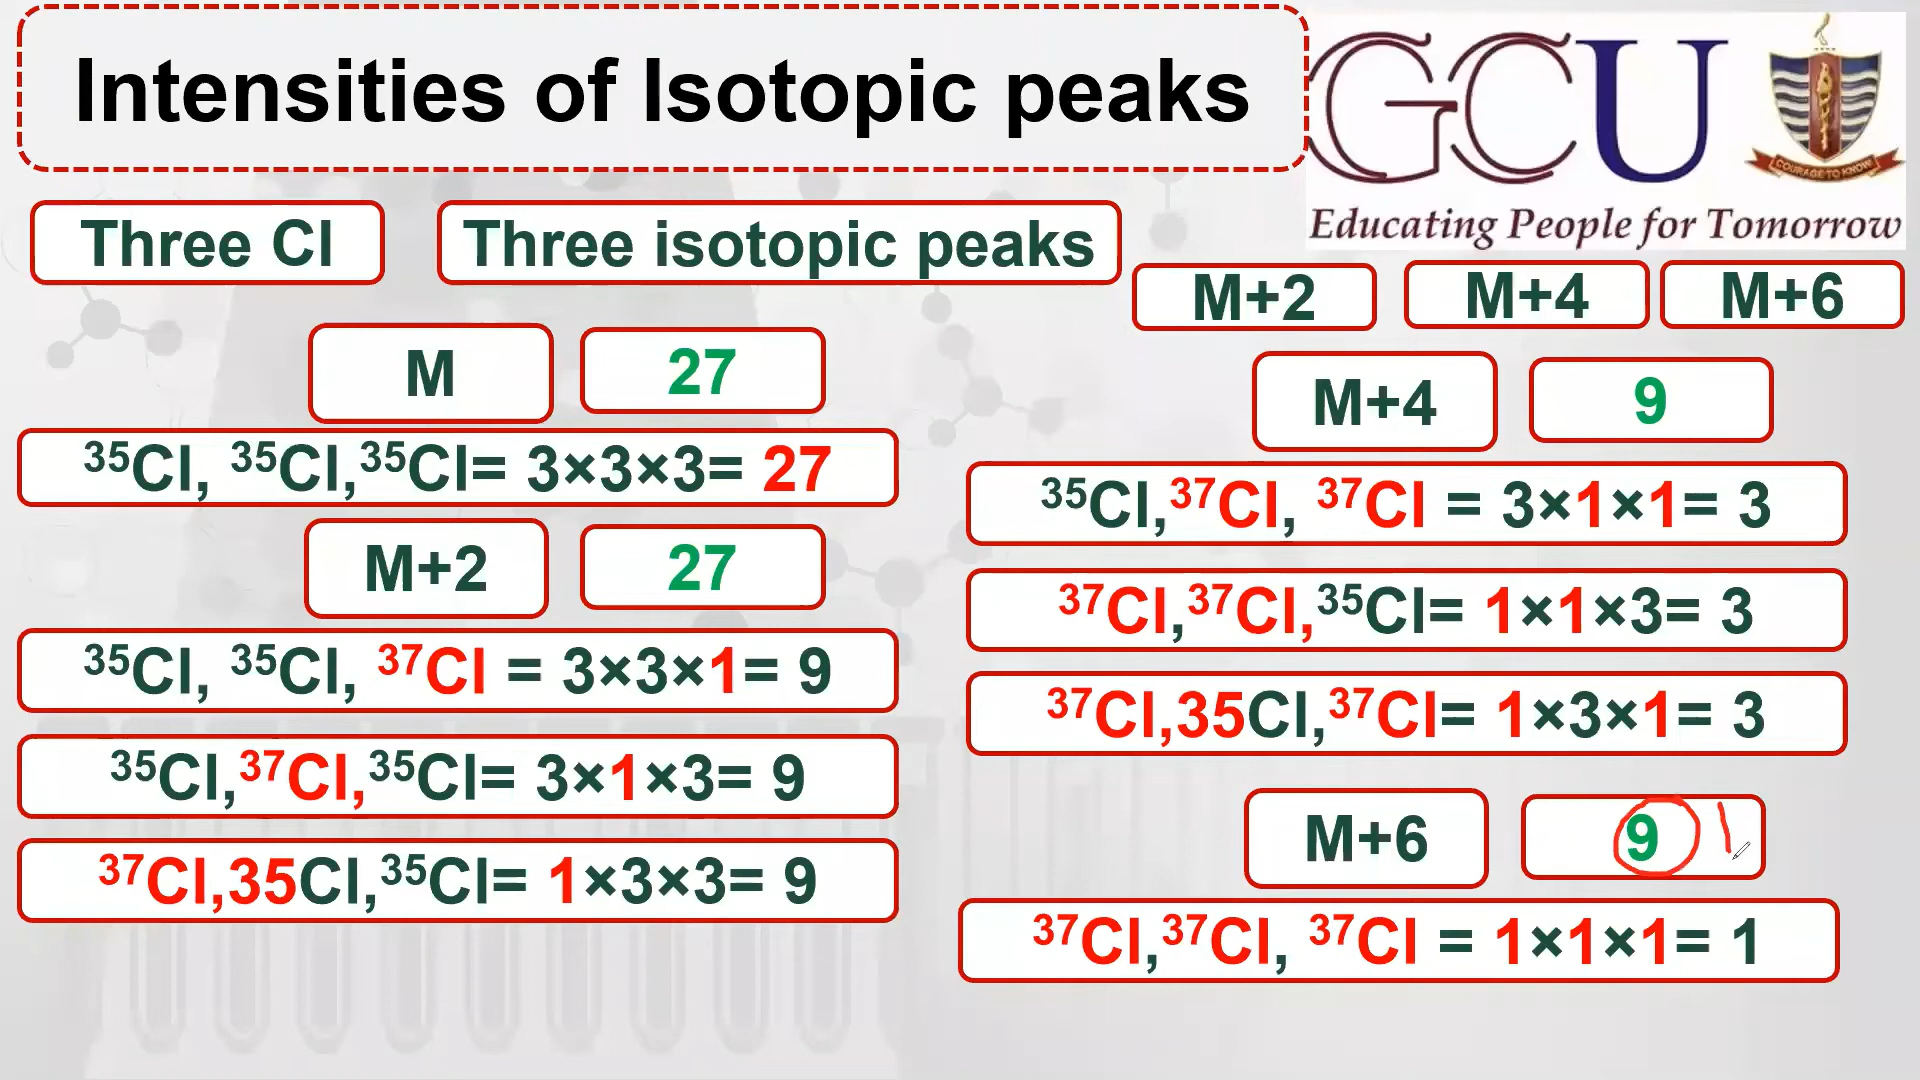 Intensities of Isotopic peaks
GCU
COURAGE TO KNOW
Educating People for Tomorrow
Three Cl
Three isotopic peaks
M+2
M+4
M+6
M
27
³⁵Cl, ³⁵Cl,³⁵Cl= 3×3×3= 27
M+2
27
³⁵Cl, ³⁵Cl, ³⁷Cl = 3×3×1= 9
³⁵Cl,³⁷Cl,³⁵Cl= 3×1×3= 9
³⁷Cl,35Cl,³⁵Cl= 1×3×3= 9
M+4
9
³⁵Cl,³⁷Cl, ³⁷Cl = 3×1×1= 3
³⁷Cl,³⁷Cl,³⁵Cl= 1×1×3= 3
³⁷Cl,35Cl,³⁷Cl= 1×3×1= 3
M+6
9 1
³⁷Cl,³⁷Cl, ³⁷Cl = 1×1×1= 1